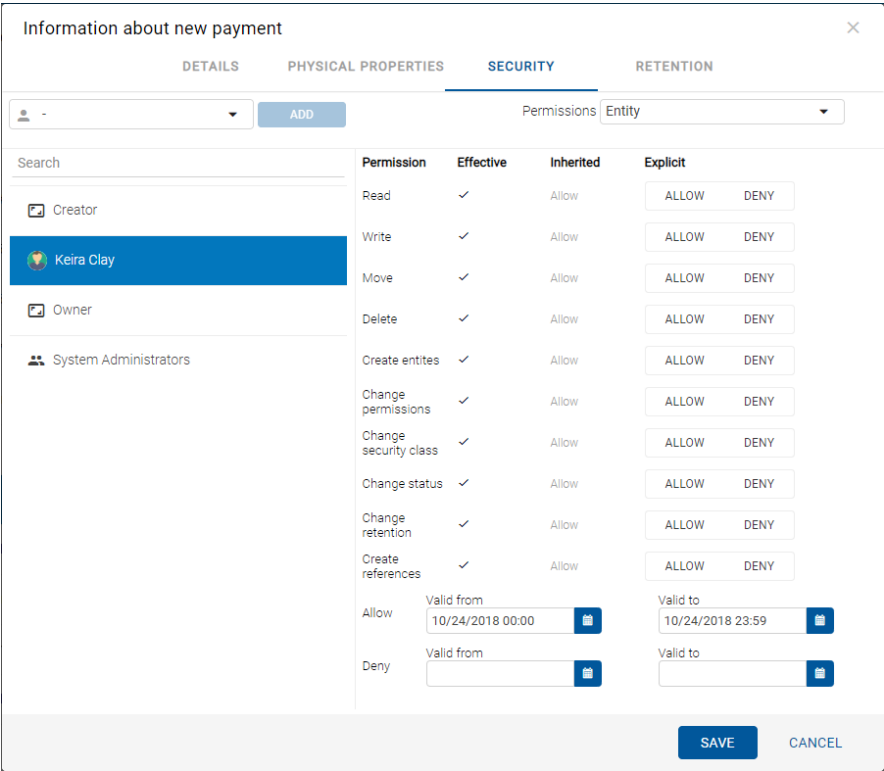 Information about new payment
DETAILS PHYSICAL PROPERTIES SECURITY RETENTION
- ADD Permissions Entity
Search
Creator
Keira Clay
Owner
System Administrators
Permission Effective Inherited Explicit
Read Allow ALLOW DENY
Write Allow ALLOW DENY
Move Allow ALLOW DENY
Delete Allow ALLOW DENY
Create entites Allow ALLOW DENY
Change
permissions Allow ALLOW DENY
Change
security class Allow ALLOW DENY
Change status Allow ALLOW DENY
Change
retention Allow ALLOW DENY
Create
references Allow ALLOW DENY
Valid from Valid to
Allow 10/24/2018 00:00 10/24/2018 23:59
Valid from Valid to
Deny
SAVE CANCEL